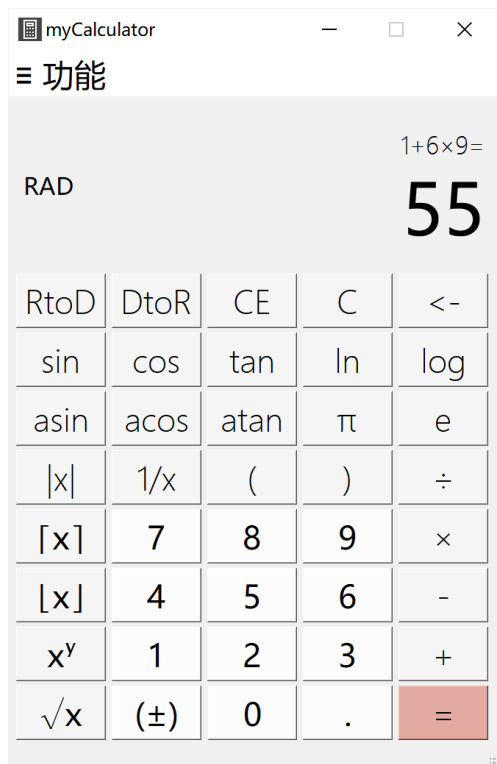 myCalculator
≡ 功能
1+6×9=
RAD
55
RtoD DtoR CE C <-
sin cos tan ln log
asin acos atan π e
|x| 1/x ( ) ÷
⌈x⌉ 7 8 9 ×
⌊x⌋ 4 5 6 -
xʸ 1 2 3 +
√x (±) 0 . =